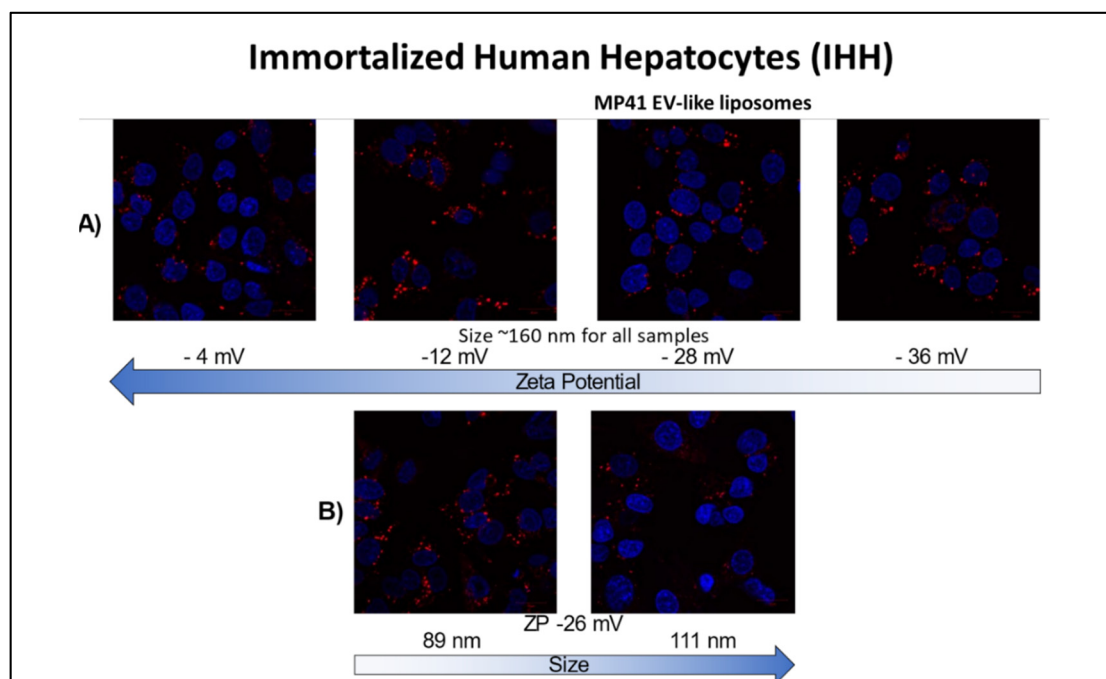 Immortalized Human Hepatocytes (IHH)
MP41 EV-like liposomes
A)
Size ~160 nm for all samples
- 4 mV -12 mV - 28 mV - 36 mV
Zeta Potential
B)
ZP -26 mV
89 nm 111 nm
Size